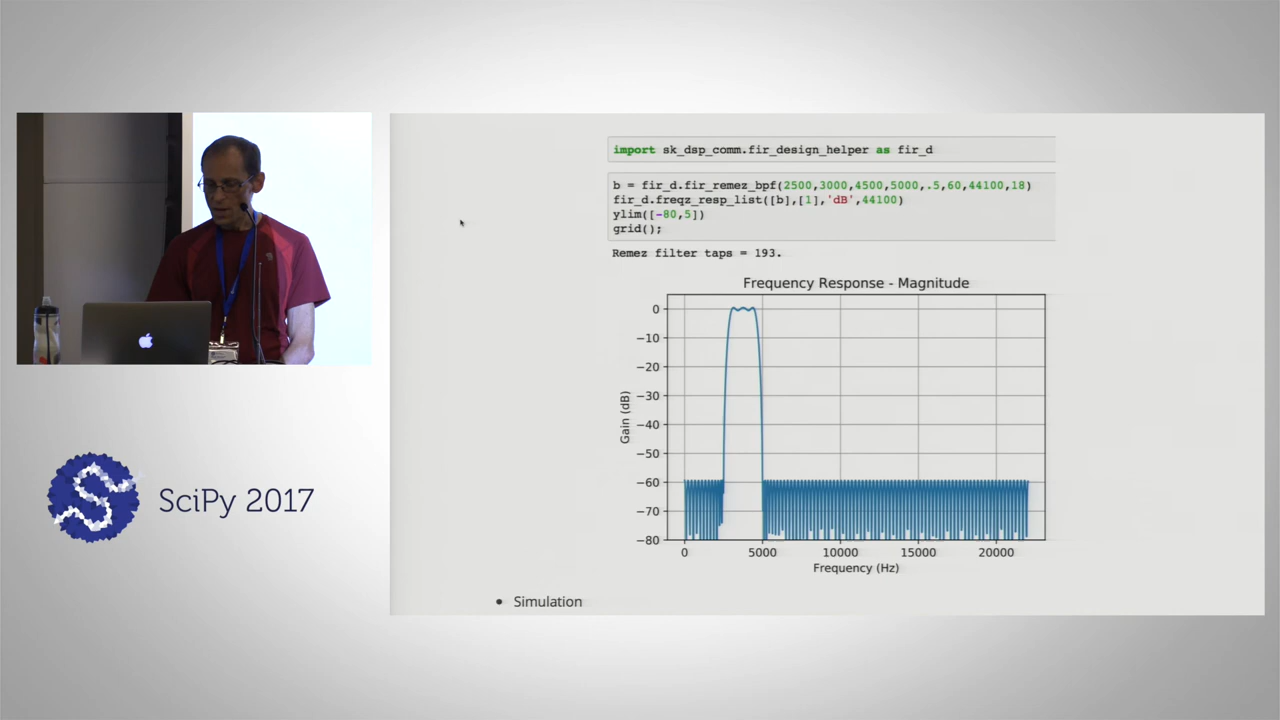 import sk_dsp_comm.fir_design_helper as fir_d
b = fir_d.fir_remez_bpf(2500,3000,4500,5000,.5,60,44100,18)
fir_d.freqz_resp_list([b],[1],'dB',44100)
ylim([-80,5])
grid();
Remez filter taps = 193.
Frequency Response - Magnitude
Gain (dB)
0
−10
−20
−30
−40
−50
−60
−70
−80
0 5000 10000 15000 20000
Frequency (Hz)
• Simulation
SciPy 2017